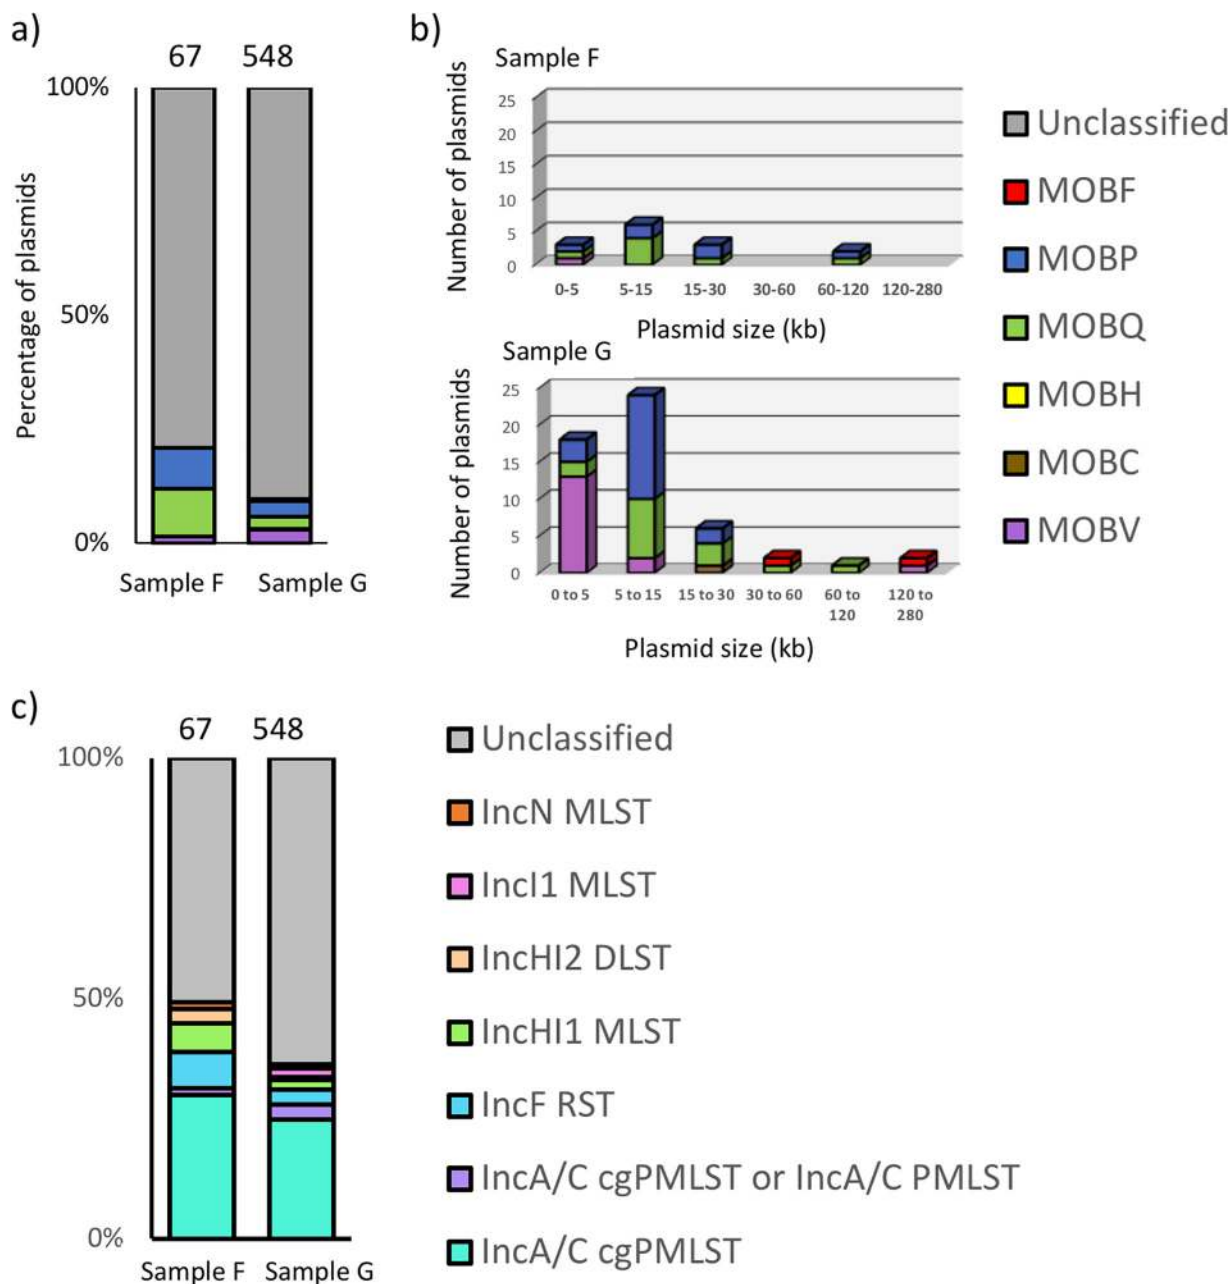 a)
67 548
100%
50%
0%
Percentage of plasmids
Sample F Sample G
b)
Sample F
Number of plasmids
25
20
15
10
5
0
0-5 5-15 15-30 30-60 60-120 120-280
Plasmid size (kb)
Sample G
Number of plasmids
25
20
15
10
5
0
0 to 5 5 to 15 15 to 30 30 to 60 60 to 120 to
120 280
Plasmid size (kb)
Unclassified
MOBF
MOBP
MOBQ
MOBH
MOBC
MOBV
c)
67 548
100%
50%
0%
Sample F Sample G
Unclassified
IncN MLST
IncI1 MLST
IncHI2 DLST
IncHI1 MLST
IncF RST
IncA/C cgPMLST or IncA/C PMLST
IncA/C cgPMLST